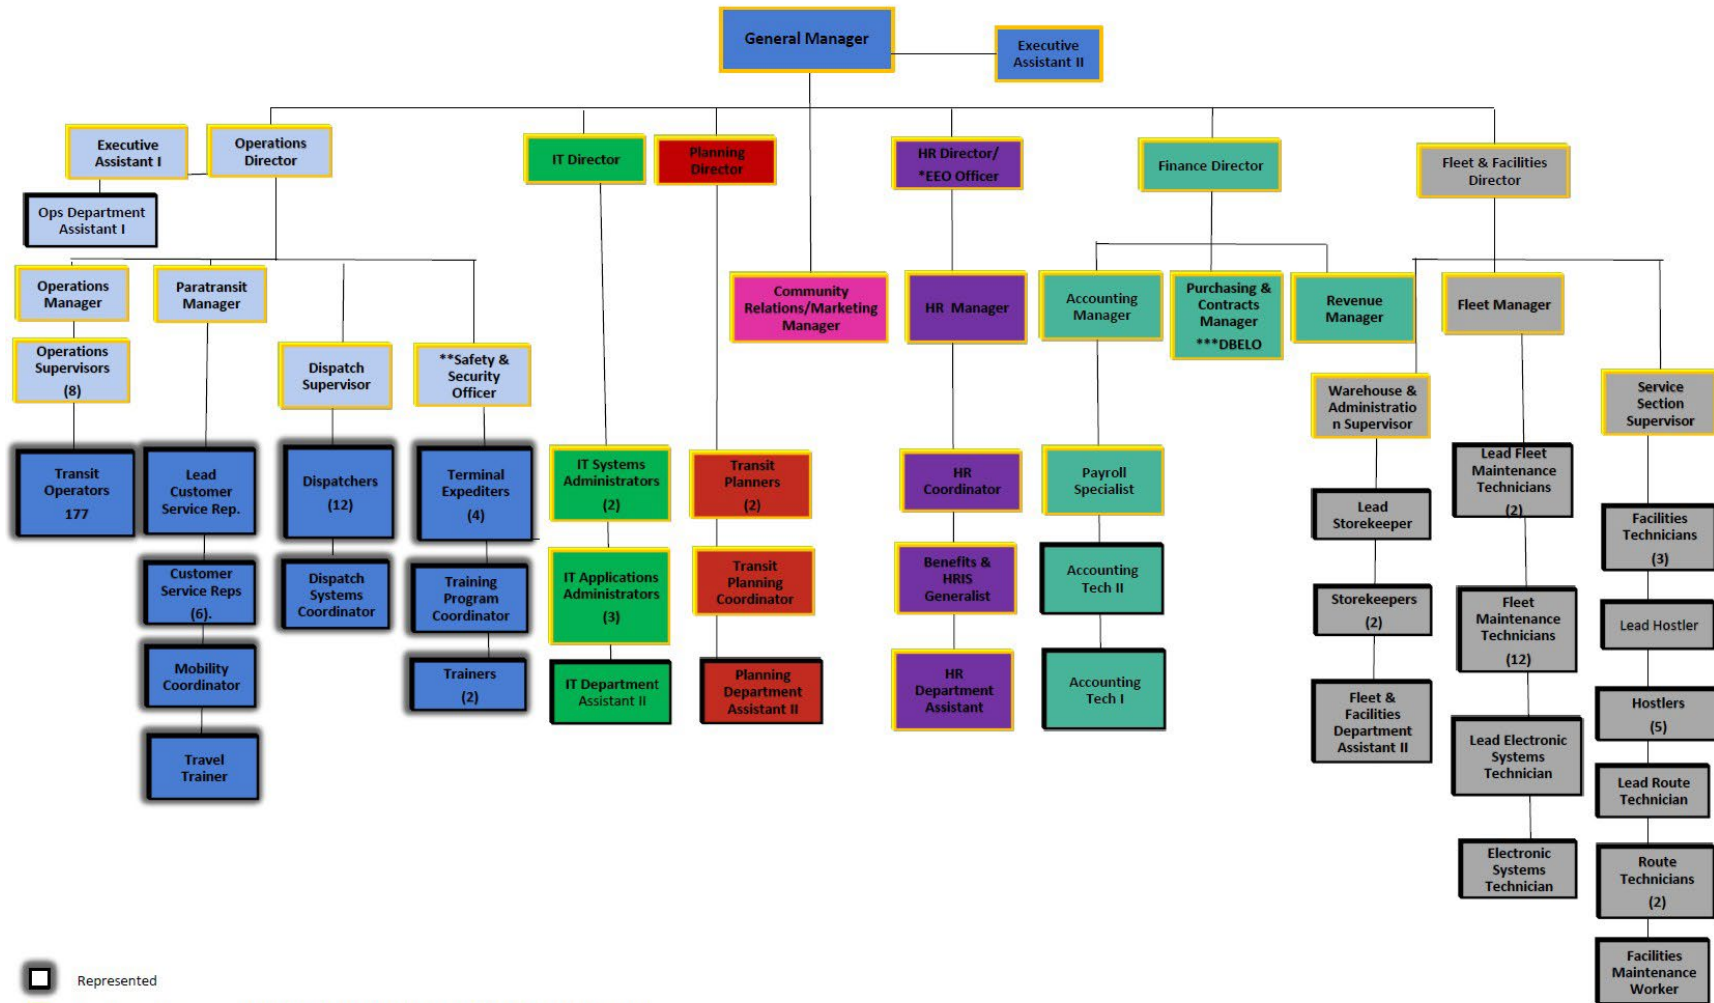 General Manager
Executive
Assistant II
Executive
Assistant I
Operations
Director
IT Director
Planning
Director
HR Director/
*EEO Officer
Finance Director
Fleet & Facilities
Director
Ops Department
Assistant I
Operations
Manager
Paratransit
Manager
Community
Relations/Marketing
Manager
HR Manager
Accounting
Manager
Purchasing &
Contracts
Manager
***DBELO
Revenue
Manager
Fleet Manager
Operations
Supervisors
(8)
Dispatch
Supervisor
**Safety &
Security
Officer
Warehouse &
Administratio
n Supervisor
Service
Section
Supervisor
Transit
Operators
177
Lead
Customer
Service Rep.
Dispatchers
(12)
Terminal
Expediters
(4)
IT Systems
Administrators
(2)
Transit
Planners
(2)
HR
Coordinator
Payroll
Specialist
Lead
Storekeeper
Lead Fleet
Maintenance
Technicians
(2)
Facilities
Technicians
(3)
Customer
Service Reps
(6).
Dispatch
Systems
Coordinator
Training
Program
Coordinator
IT Applications
Administrators
(3)
Transit
Planning
Coordinator
Benefits &
HRIS
Generalist
Accounting
Tech II
Storekeepers
(2)
Fleet
Maintenance
Technicians
(12)
Lead Hostler
Mobility
Coordinator
Trainers
(2)
IT Department
Assistant II
Planning
Department
Assistant II
HR
Department
Assistant
Accounting
Tech I
Fleet &
Facilities
Department
Assistant II
Lead Electronic
Systems
Technician
Hostlers
(5)
Travel
Trainer
Lead Route
Technician
Electronic
Systems
Technician
Route
Technicians
(2)
Facilities
Maintenance
Worker
Represented